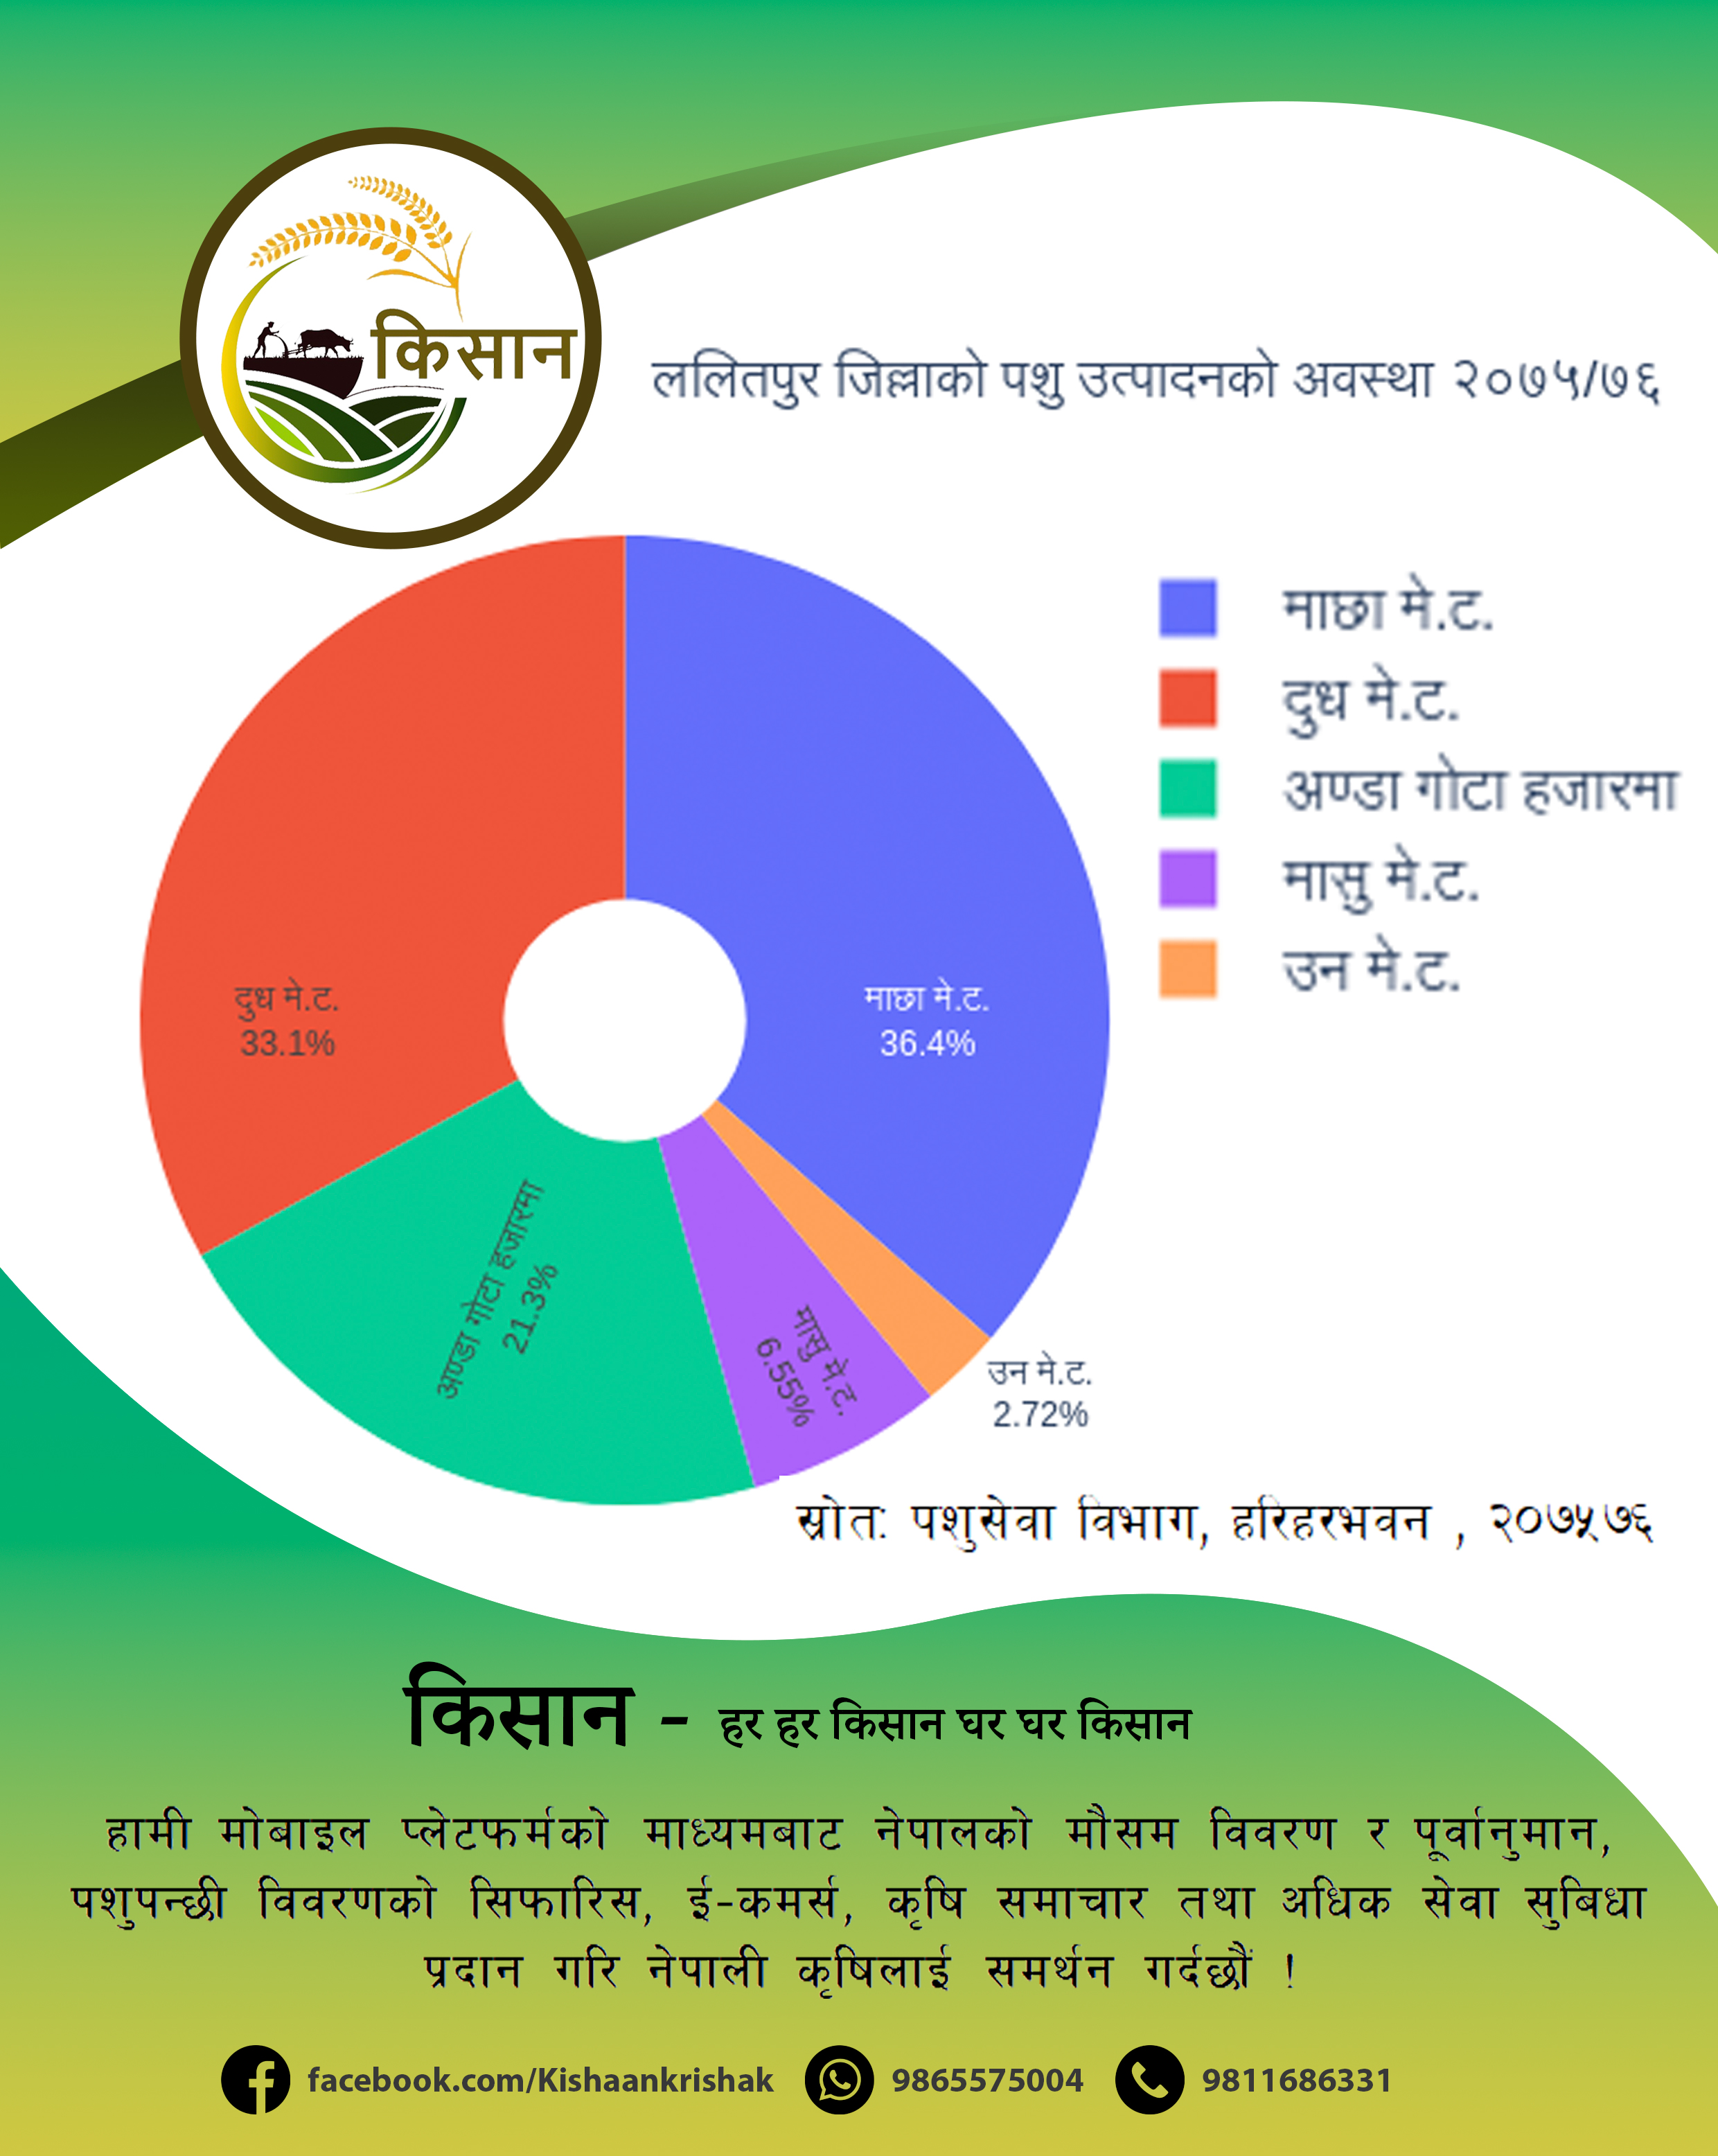 किसान
ललितपुर जिल्लाको पशु उत्पादनको अवस्था २०७५/७६
माछा मे.ट.
दुध मे.ट.
अण्डा गोटा हजारमा
मासु मे.ट.
उन मे.ट.
दुध मे.ट.
33.1%
माछा मे.ट.
36.4%
अण्डा गोटा हजारमा
21.3%
मासु मे.ट.
6.55%
उन मे.ट.
2.72%
स्रोत: पशुसेवा विभाग, हरिहरभवन , २०७५्७६
किसान - हर हर किसान घर घर किसान
हामी मोबाइल प्लेटफर्मको माध्यमबाट नेपालको मौसम विवरण र पूर्वानुमान,
पशुपन्छी विवरणको सिफारिस, ई-कमर्स, कृषि समाचार तथा अधिक सेवा सुबिधा
प्रदान गरि नेपाली कृषिलाई समर्थन गर्दछौं !
facebook.com/Kishaankrishak 9865575004 9811686331